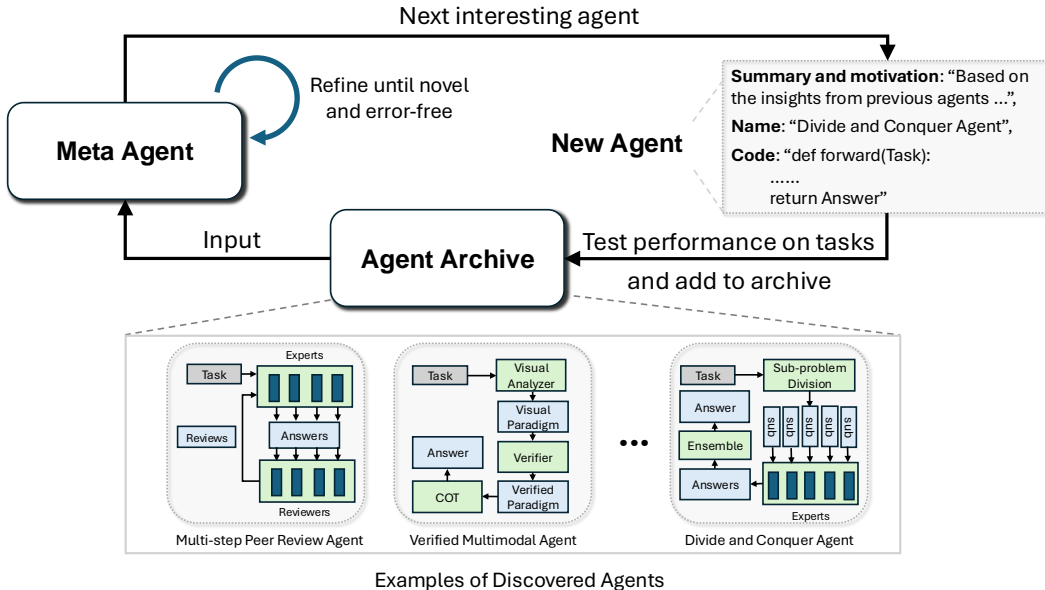 Next interesting agent
Refine until novel
and error-free
Meta Agent
New Agent
Summary and motivation: “Based on
the insights from previous agents ...”,
Name: “Divide and Conquer Agent”,
Code: “def forward(Task):
......
return Answer”
Input
Agent Archive
Test performance on tasks
and add to archive
Experts
Task
Answers
Reviews
Reviewers
Multi-step Peer Review Agent
Task
Visual
Analyzer
Visual
Paradigm
Answer
Verifier
COT
Verified
Paradigm
Verified Multimodal Agent
...
Task
Sub-problem
Division
Answer
sub
sub
sub
sub
sub
Ensemble
Answers
Experts
Divide and Conquer Agent
Examples of Discovered Agents